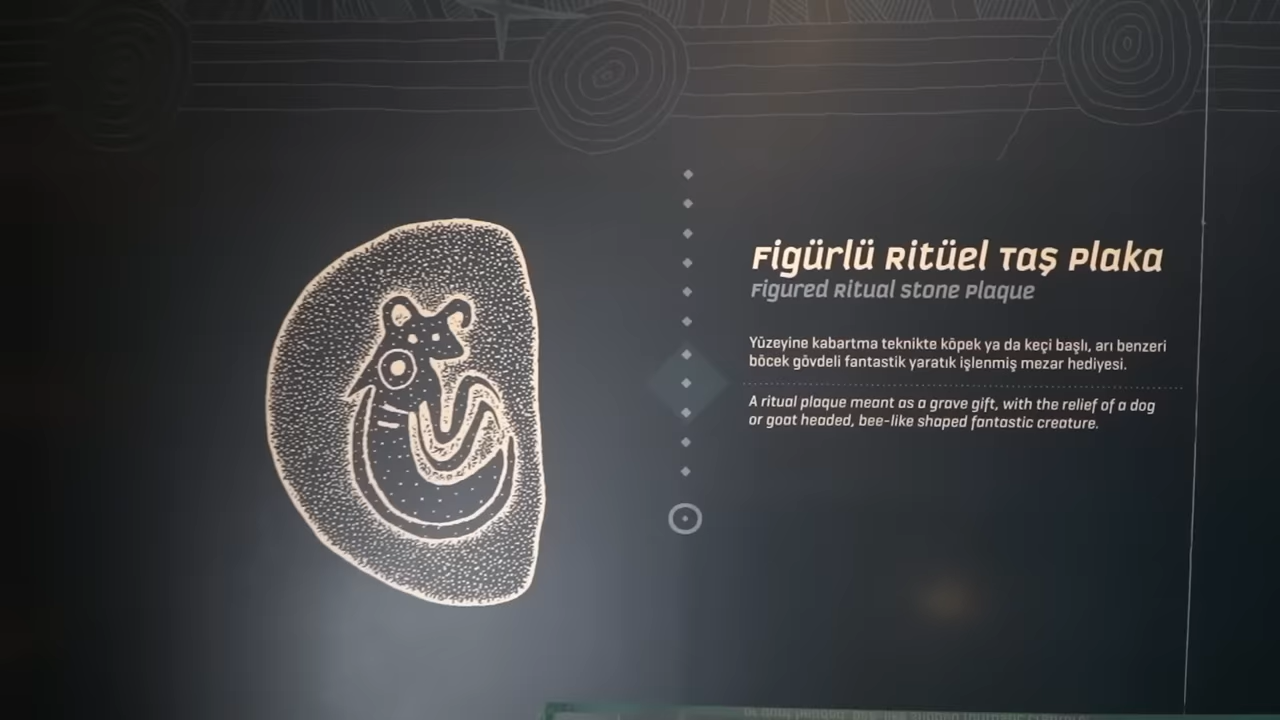 Figürlü Ritüel Taş Plaka
Figured Ritual Stone Plaque
Yüzeyine kabartma teknikte köpek ya da keçi başlı, arı benzeri
böcek gövdeli fantastik yaratık işlenmiş mezar hediyesi.
A ritual plaque meant as a grave gift, with the relief of a dog
or goat headed, bee-like shaped fantastic creature.